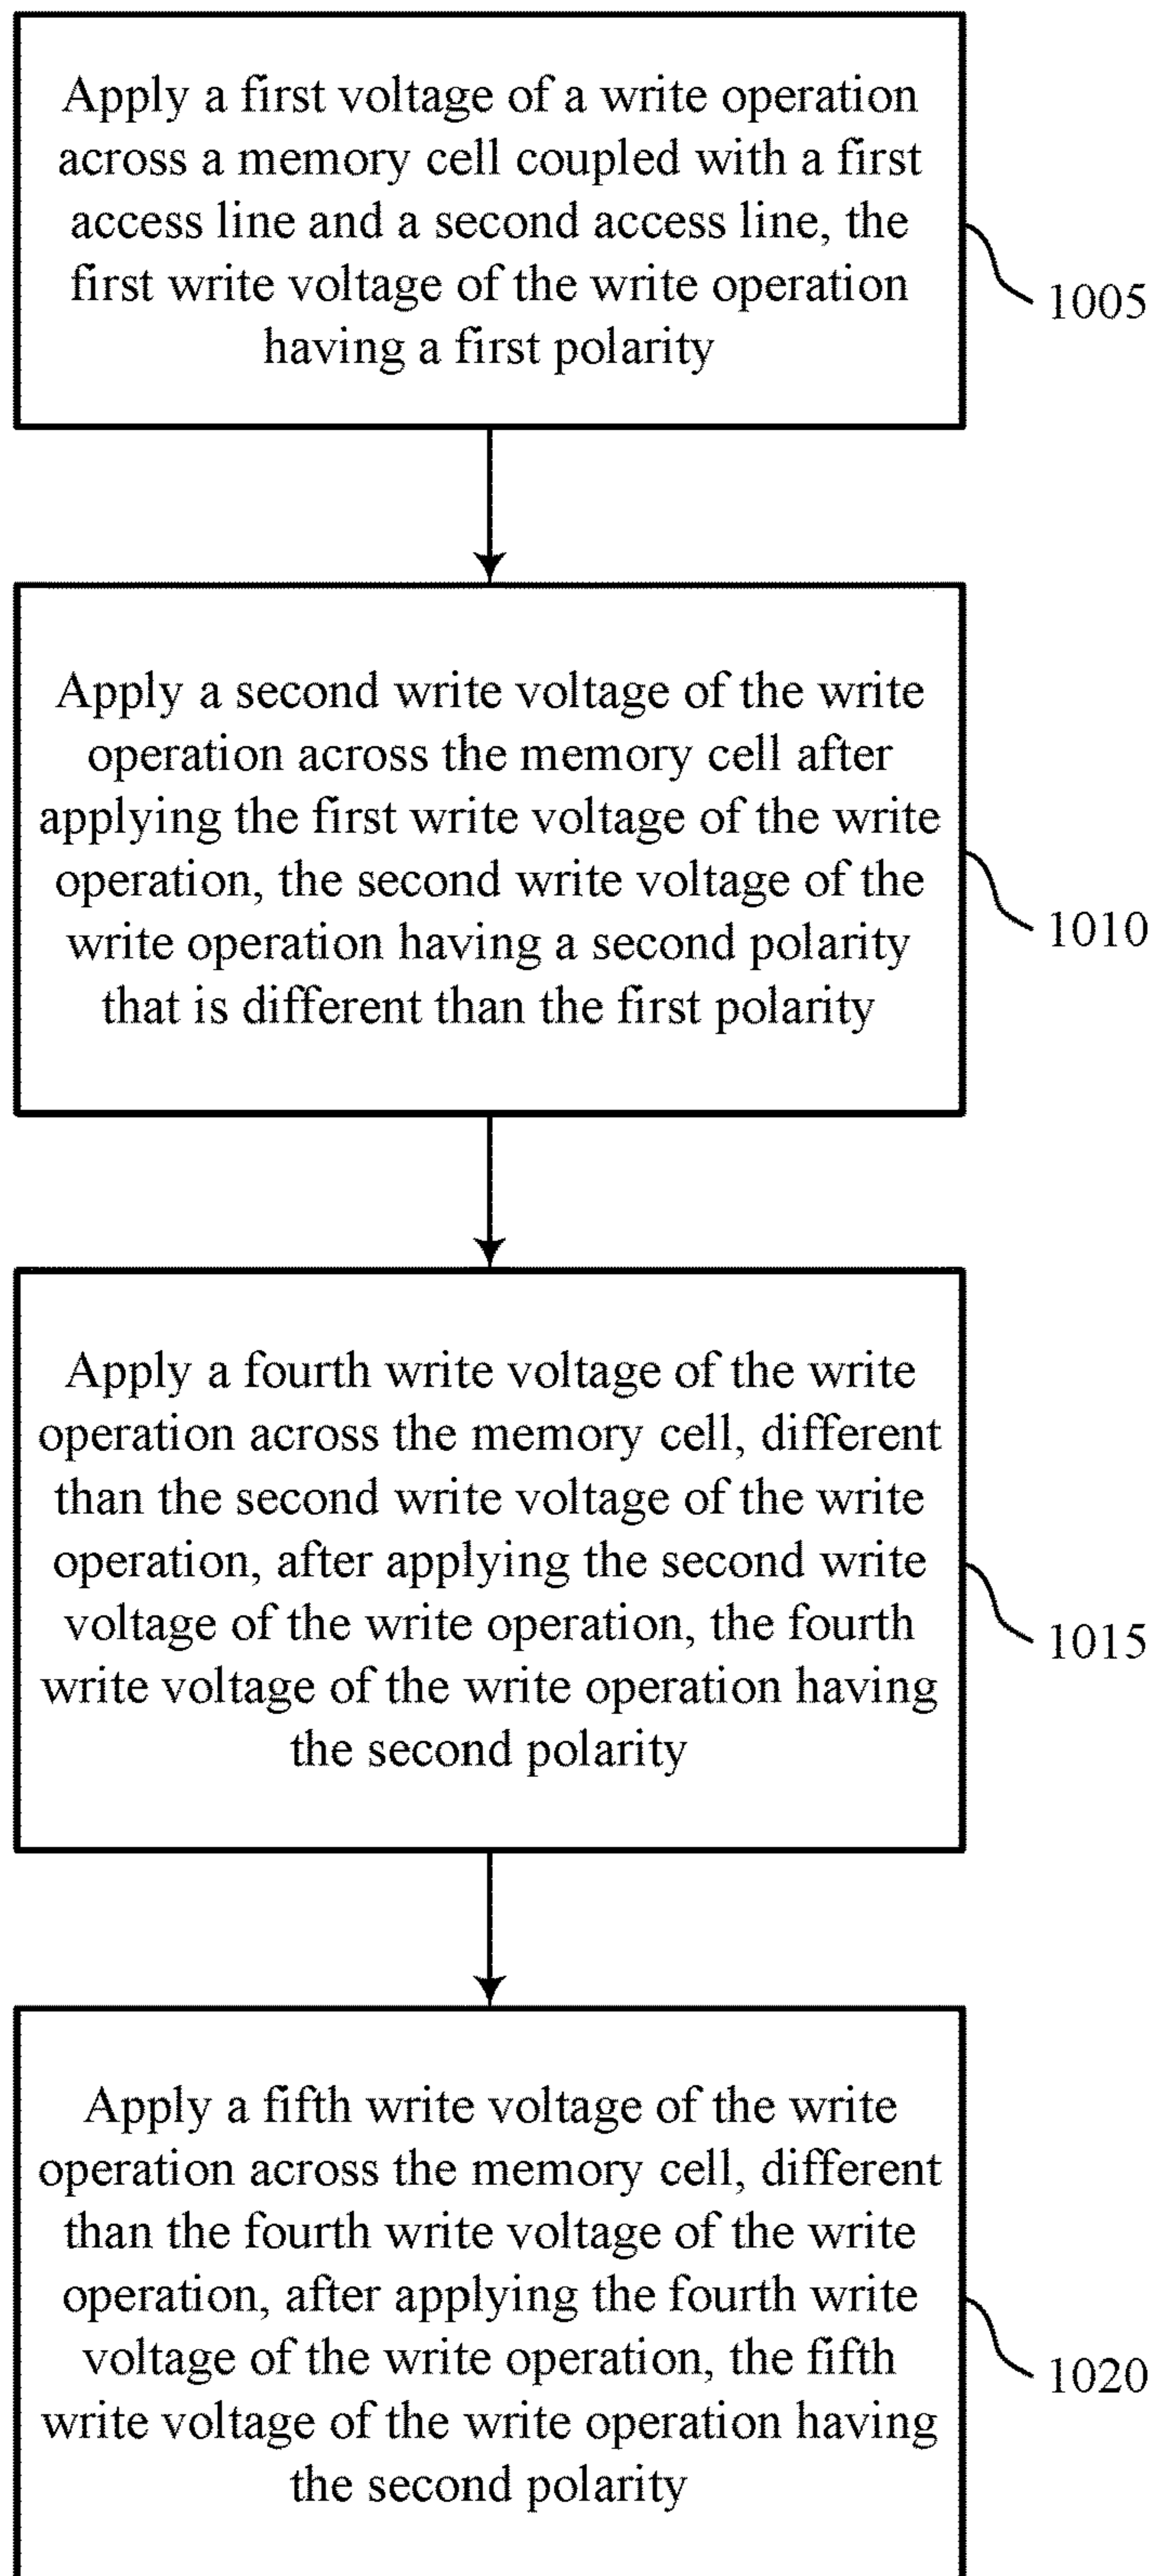 Apply a first voltage of a write operation
across a memory cell coupled with a first
access line and a second access line, the
first write voltage of the write operation
having a first polarity
1005
Apply a second write voltage of the write
operation across the memory cell after
applying the first write voltage of the write
operation, the second write voltage of the
write operation having a second polarity
that is different than the first polarity
1010
Apply a fourth write voltage of the write
operation across the memory cell, different
than the second write voltage of the write
operation, after applying the second write
voltage of the write operation, the fourth
write voltage of the write operation having
the second polarity
1015
Apply a fifth write voltage of the write
operation across the memory cell, different
than the fourth write voltage of the write
operation, after applying the fourth write
voltage of the write operation, the fifth
write voltage of the write operation having
the second polarity
1020